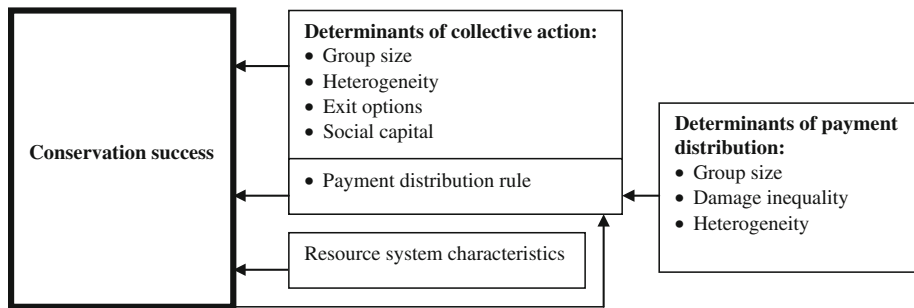 Conservation success
Determinants of collective action:
• Group size
• Heterogeneity
• Exit options
• Social capital
• Payment distribution rule
Resource system characteristics
Determinants of payment
distribution:
• Group size
• Damage inequality
• Heterogeneity